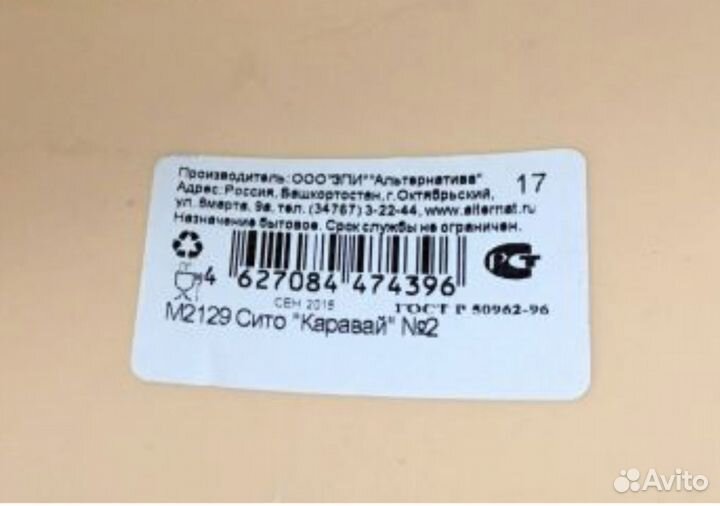 Производитель: ООО "ЗПИ" "Альтернатива" 17
Адрес: Россия, Башкортостан, г. Октябрьский,
ул. 8марта, 9а, тел. (34767) 3-22-44, www.alternat.ru
Назначение бытовое. Срок службы не ограничен.
4 627084 474396
РСТ
СЕН 2015
ГОСТ Р 50962-96
М2129 Сито "Каравай" №2
Avito